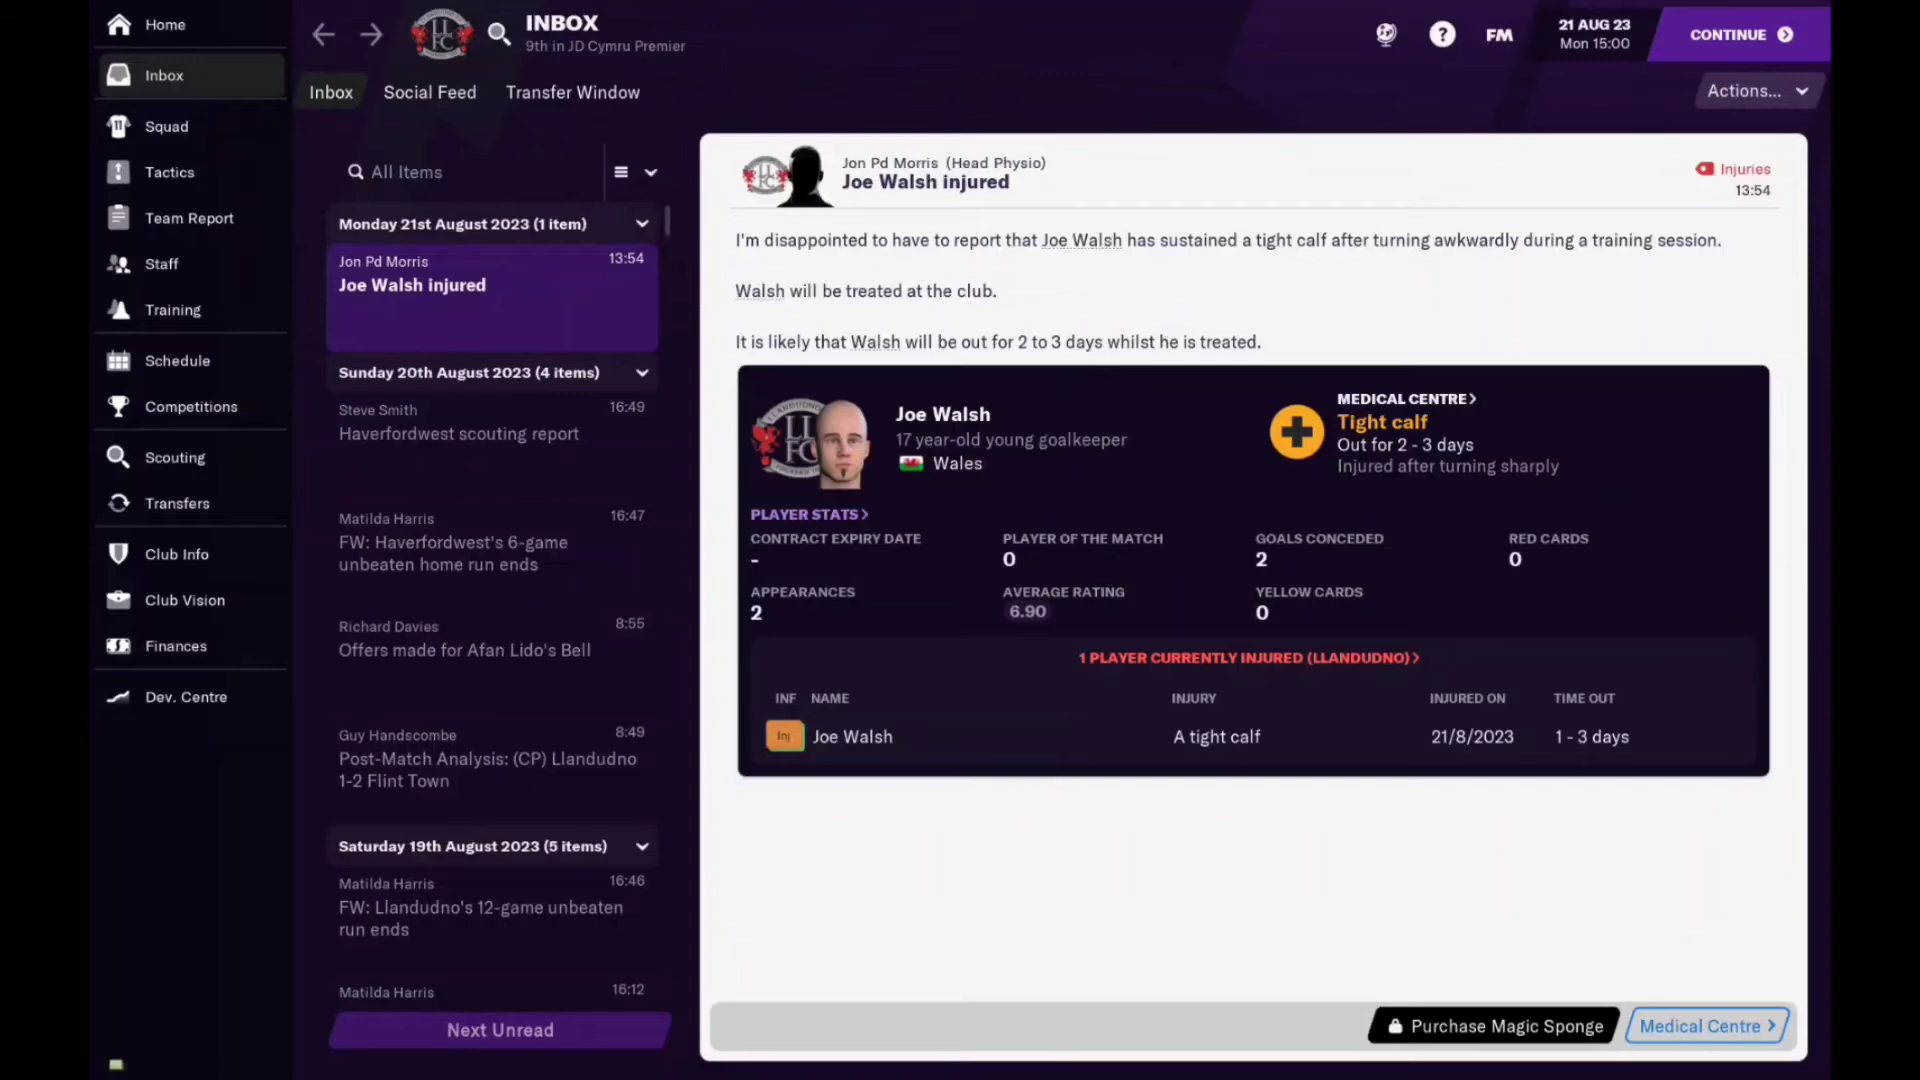 Home
Inbox
Squad
Tactics
Team Report
Staff
Training
Schedule
Competitions
Scouting
Transfers
Club Info
Club Vision
Finances
Dev. Centre
INBOX
9th in JD Cymru Premier
FM
21 AUG 23
Mon 15:00
CONTINUE
Inbox
Social Feed
Transfer Window
Actions...
All Items
Monday 21st August 2023 (1 item)
Jon Pd Morris 13:54
Joe Walsh injured
Sunday 20th August 2023 (4 items)
Steve Smith 16:49
Haverfordwest scouting report
Matilda Harris 16:47
FW: Haverfordwest's 6-game
unbeaten home run ends
Richard Davies 8:55
Offers made for Afan Lido's Bell
Guy Handscombe 8:49
Post-Match Analysis: (CP) Llandudno
1-2 Flint Town
Saturday 19th August 2023 (5 items)
Matilda Harris 16:46
FW: Llandudno's 12-game unbeaten
run ends
Matilda Harris 16:12
Next Unread
Jon Pd Morris (Head Physio)
Joe Walsh injured
Injuries
13:54
I'm disappointed to have to report that Joe Walsh has sustained a tight calf after turning awkwardly during a training session.
Walsh will be treated at the club.
It is likely that Walsh will be out for 2 to 3 days whilst he is treated.
Joe Walsh
17 year-old young goalkeeper
Wales
MEDICAL CENTRE>
Tight calf
Out for 2 - 3 days
Injured after turning sharply
PLAYER STATS>
CONTRACT EXPIRY DATE
-
PLAYER OF THE MATCH
0
GOALS CONCEDED
2
RED CARDS
0
APPEARANCES
2
AVERAGE RATING
6.90
YELLOW CARDS
0
1 PLAYER CURRENTLY INJURED (LLANDUDNO)>
INF NAME INJURY INJURED ON TIME OUT
Inj Joe Walsh A tight calf 21/8/2023 1 - 3 days
Purchase Magic Sponge
Medical Centre >